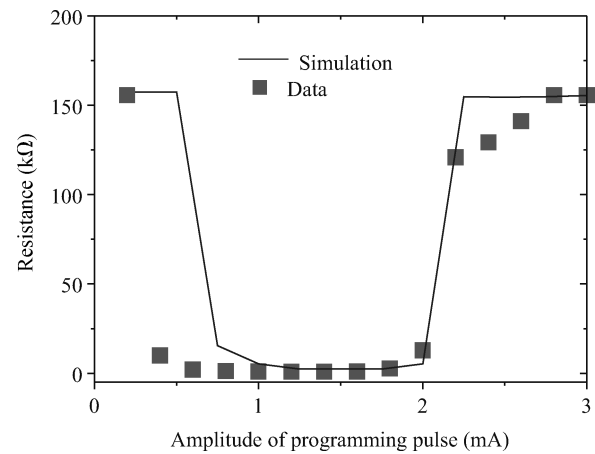 200
150
100
50
0
Resistance (kΩ)
Simulation
Data
0 1 2 3
Amplitude of programming pulse (mA)